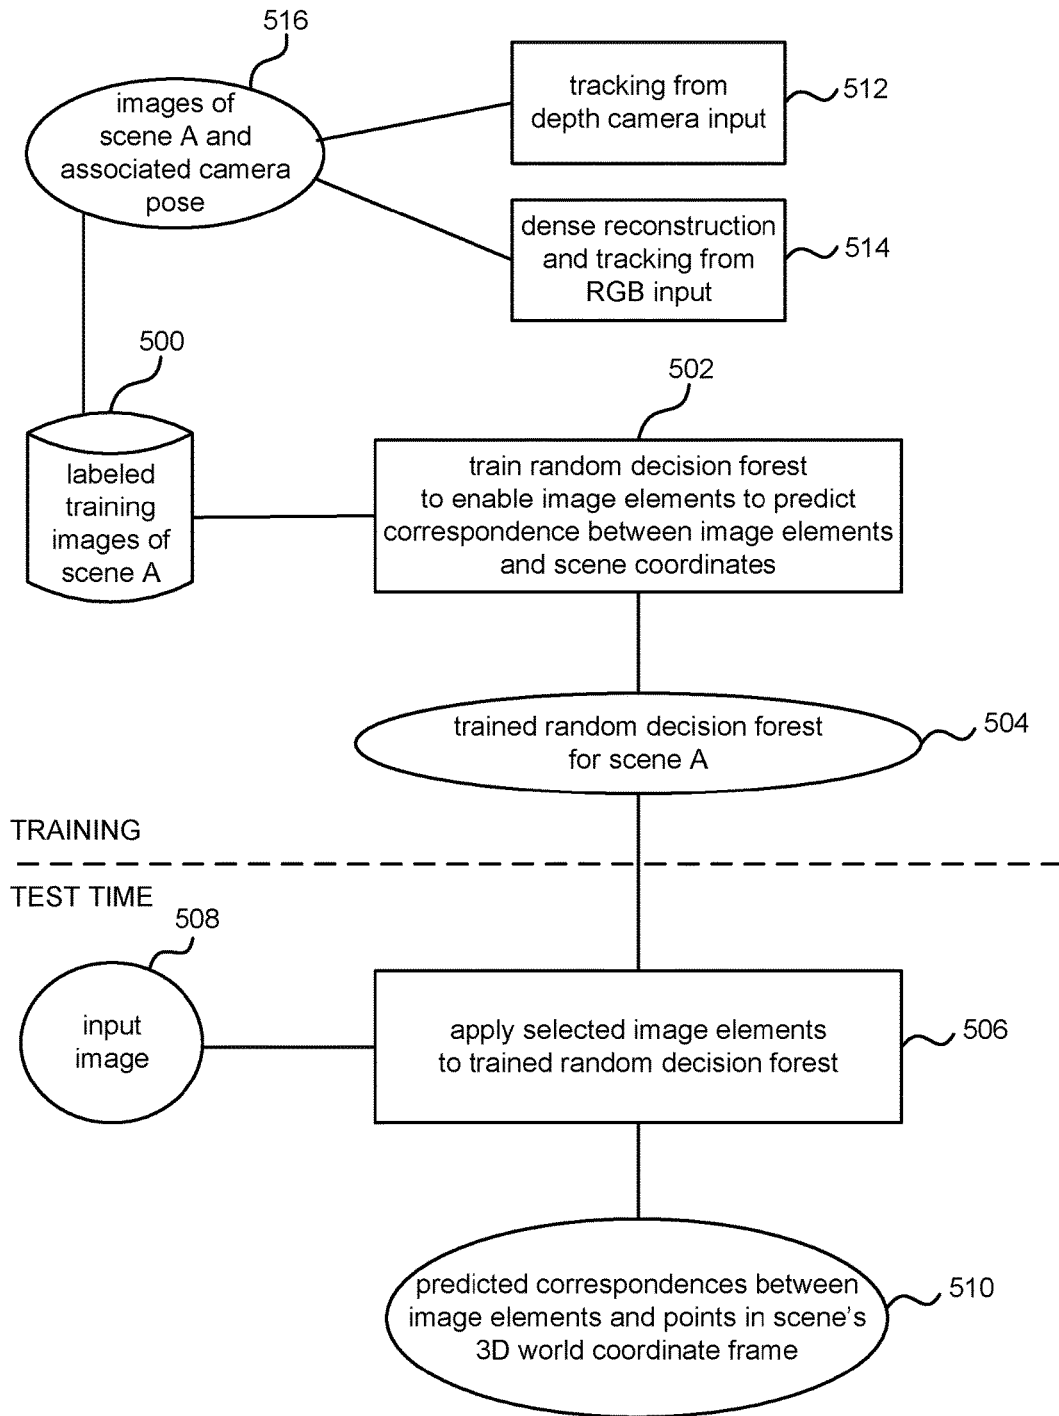 516
images of
scene A and
associated camera
pose
tracking from
depth camera input
512
dense reconstruction
and tracking from
RGB input
514
500
labeled
training
images of
scene A
502
train random decision forest
to enable image elements to predict
correspondence between image elements
and scene coordinates
trained random decision forest
for scene A
504
TRAINING
TEST TIME
508
input
image
apply selected image elements
to trained random decision forest
506
predicted correspondences between
image elements and points in scene's
3D world coordinate frame
510